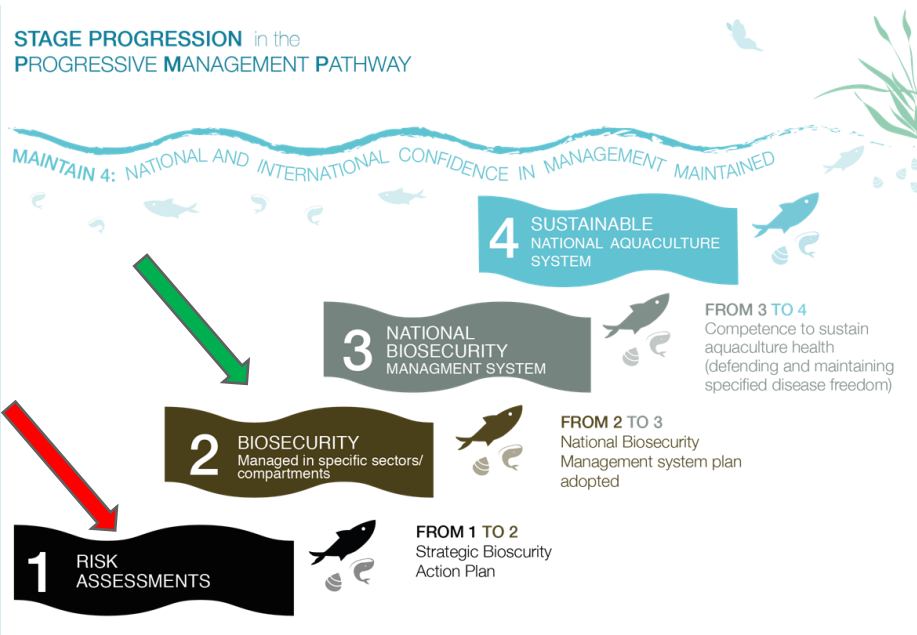 STAGE PROGRESSION in the
PROGRESSIVE MANAGEMENT PATHWAY
MAINTAIN 4: NATIONAL AND INTERNATIONAL CONFIDENCE IN MANAGEMENT MAINTAINED
4 SUSTAINABLE
NATIONAL AQUACULTURE
SYSTEM
FROM 3 TO 4
Competence to sustain
aquaculture health
(defending and maintaining
specified disease freedom)
3 NATIONAL
BIOSECURITY
MANAGMENT SYSTEM
FROM 2 TO 3
National Biosecurity
Management system plan
adopted
2 BIOSECURITY
Managed in specific sectors/
compartments
FROM 1 TO 2
Strategic Bioscurity
Action Plan
1 RISK
ASSESSMENTS